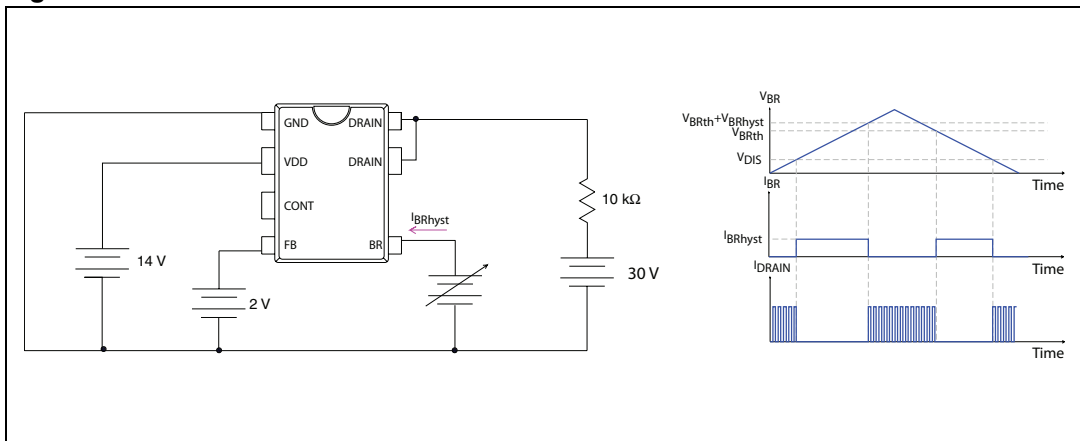 GND
DRAIN
VDD
DRAIN
CONT
FB
BR
IBRhyst
14 V
2 V
10 kΩ
30 V
VBR
VBRth+VBRhyst
VBRth
VDIS
Time
IBR
IBRhyst
Time
IDRAIN
Time